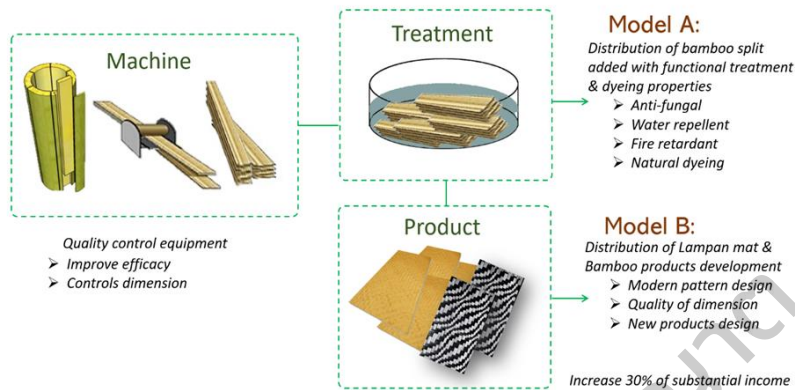 Machine
Quality control equipment
➢ Improve efficacy
➢ Controls dimension
Treatment
Product
Model A:
Distribution of bamboo split
added with functional treatment
& dyeing properties
➢ Anti-fungal
➢ Water repellent
➢ Fire retardant
➢ Natural dyeing
Model B:
Distribution of Lampan mat &
Bamboo products development
➢ Modern pattern design
➢ Quality of dimension
➢ New products design
Increase 30% of substantial income